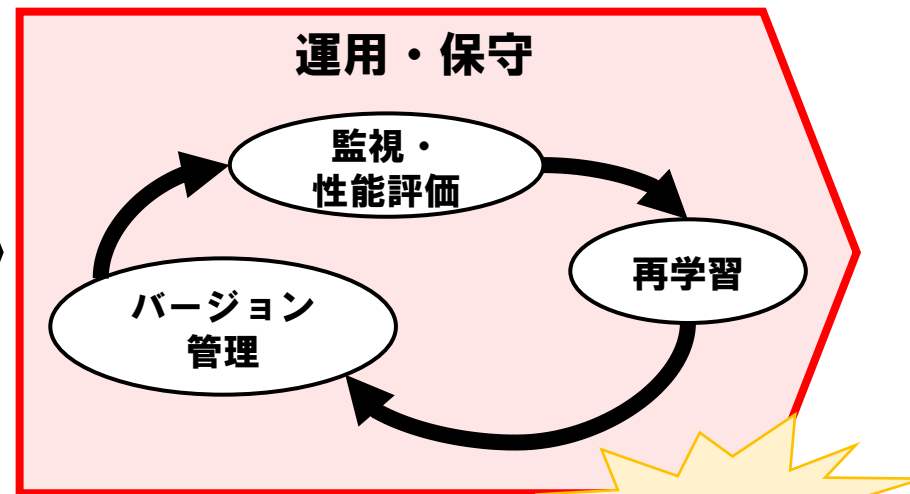 運用・保守
監視・
性能評価
再学習
バージョン
管理